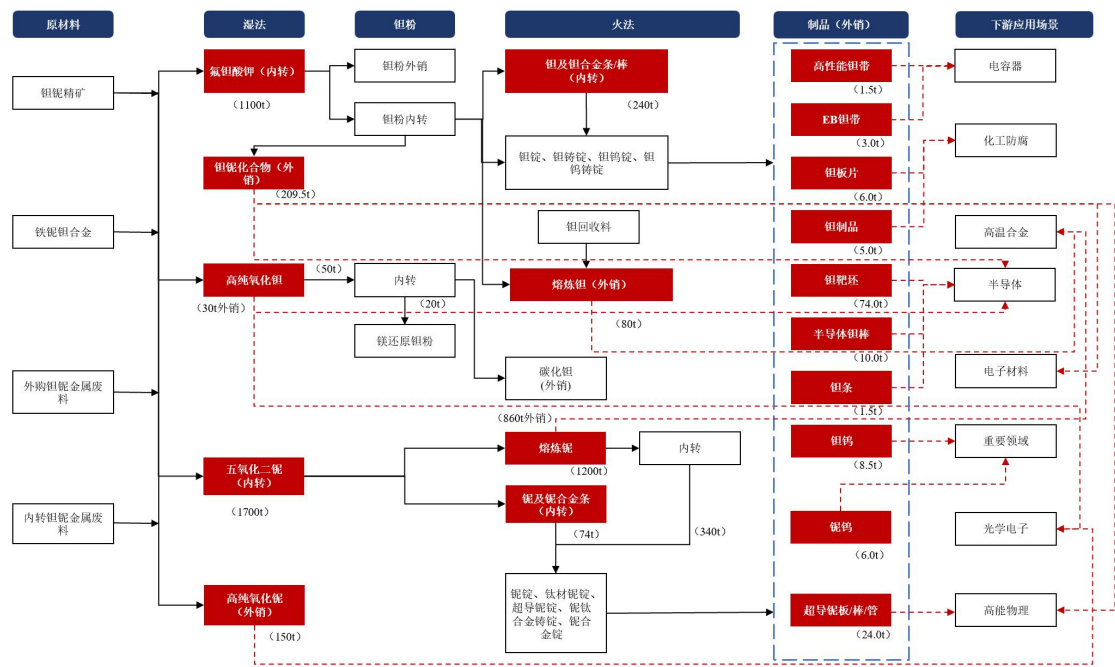 原材料
湿法
钽粉
火法
制品（外销）
下游应用场景
钽铌精矿
铁铌钽合金
外购钽铌金属废
料
内转钽铌金属废
料
氟钽酸钾（内转）
（1100t）
钽铌化合物（外
销）
（209.5t）
高纯氧化钽
（30t外销）
（50t）
五氧化二铌
（内转）
（1700t）
高纯氧化铌
（外销）
（150t）
钽粉外销
钽粉内转
内转
（20t）
镁还原钽粉
钽及钽合金条/棒
（内转）
（240t）
钽锭、钽铸锭、钽钨锭、钽
钨铸锭
钽回收料
熔炼钽（外销）
（80t）
碳化钽
(外销)
（860t外销）
熔炼铌
（1200t）
内转
铌及铌合金条
（内转）
（74t）
（340t）
铌锭、钛材铌锭、
超导铌锭、铌钛
合金铸锭、铌合
金锭
高性能钽带
（1.5t）
EB钽带
（3.0t）
钽板片
（6.0t）
钽制品
（5.0t）
钽靶坯
（74.0t）
半导体钽棒
（10.0t）
钽条
（1.5t）
钽钨
（8.5t）
铌钨
（6.0t）
超导铌板/棒/管
（24.0t）
电容器
化工防腐
高温合金
半导体
电子材料
重要领域
光学电子
高能物理